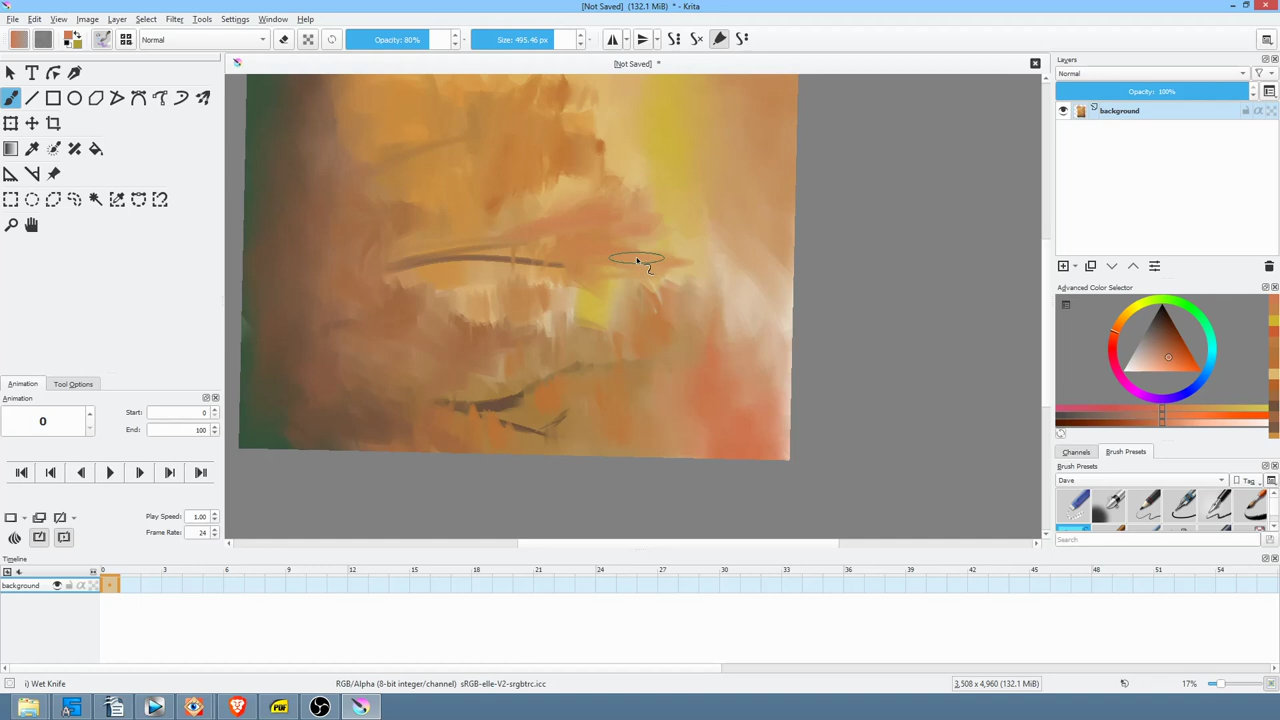 [Not Saved] (132.1 MiB) * - Krita
File Edit View Image Layer Select Filter Tools Settings Window Help
Normal
Opacity: 80%
Size: 495.46 px
[Not Saved] *
Layers
Normal
Opacity: 100%
background
Advanced Color Selector
Animation Tool Options
Animation
0
Start: 0
End: 100
Play Speed: 1.00
Frame Rate: 24
Channels Brush Presets
Brush Presets
Dave
Tag
Search
Timeline
0 3 6 9 12 15 18 21 24 27 30 33 36 39 42 45 48 51 54
background
i) Wet Knife
RGB/Alpha (8-bit integer/channel) sRGB-elle-V2-srgbtrc.icc
3,508 x 4,960 (132.1 MiB)
17%
PDF